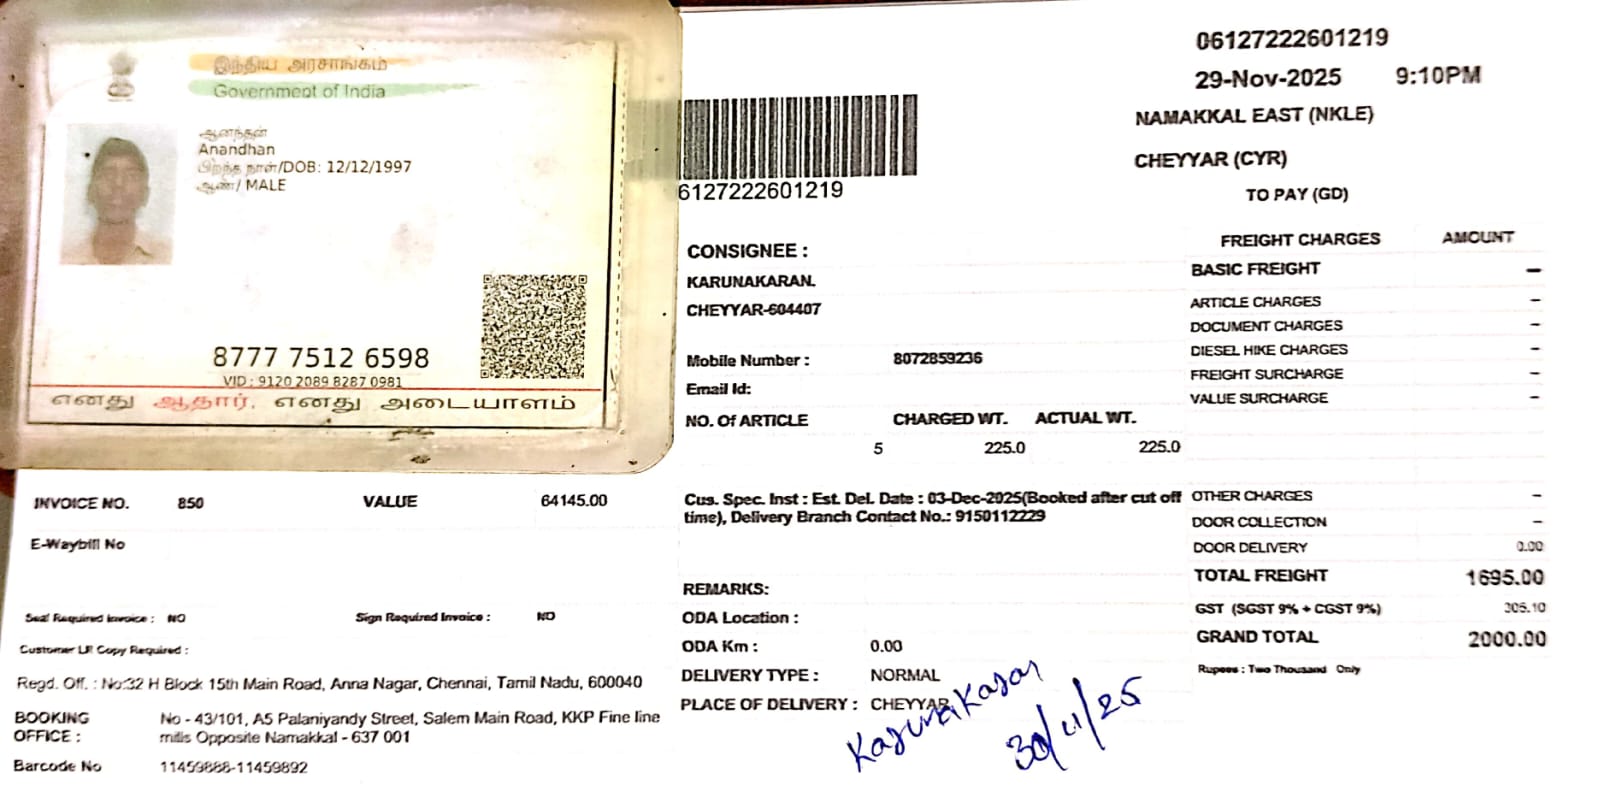 இந்திய அரசாங்கம்
Government of India
ஆனந்தன்
Anandhan
பிறந்த நாள்/DOB: 12/12/1997
ஆண்/ MALE
8777 7512 6598
VID : 9120 2089 8287 0981
எனது ஆதார், எனது அடையாளம்
06127222601219
29-Nov-2025 9:10PM
NAMAKKAL EAST (NKLE)
CHEYYAR (CYR)
TO PAY (GD)
6127222601219
CONSIGNEE :
KARUNAKARAN.
CHEYYAR-604407
Mobile Number : 8072859236
Email Id:
NO. Of ARTICLE CHARGED WT. ACTUAL WT.
5 225.0 225.0
FREIGHT CHARGES AMOUNT
BASIC FREIGHT -
ARTICLE CHARGES -
DOCUMENT CHARGES -
DIESEL HIKE CHARGES -
FREIGHT SURCHARGE -
VALUE SURCHARGE -
INVOICE NO. 850 VALUE 64145.00
E-Waybill No
Seal Required Invoice : NO Sign Required Invoice : NO
Customer LR Copy Required :
Regd. Off. : No:32 H Block 15th Main Road, Anna Nagar, Chennai, Tamil Nadu, 600040
BOOKING OFFICE : No - 43/101, A5 Palaniyandy Street, Salem Main Road, KKP Fine line
mills Opposite Namakkal - 637 001
Barcode No 11459888-11459892
Cus. Spec. Inst : Est. Del. Date : 03-Dec-2025(Booked after cut off
time), Delivery Branch Contact No.: 9150112229
REMARKS:
ODA Location :
ODA Km : 0.00
DELIVERY TYPE : NORMAL
PLACE OF DELIVERY : CHEYYAR
Karunakaran
30/11/25
OTHER CHARGES -
DOOR COLLECTION -
DOOR DELIVERY 0.00
TOTAL FREIGHT 1695.00
GST (SGST 9% + CGST 9%) 305.10
GRAND TOTAL 2000.00
Rupees : Two Thousand Only